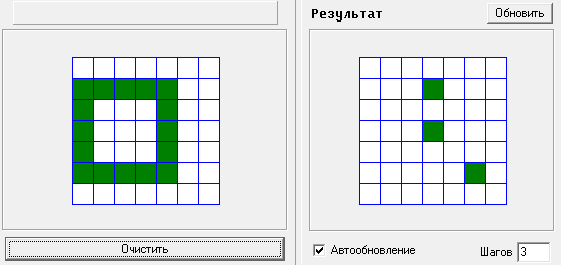 Результат
Обновить
Очистить
Автообновление
Шагов 3